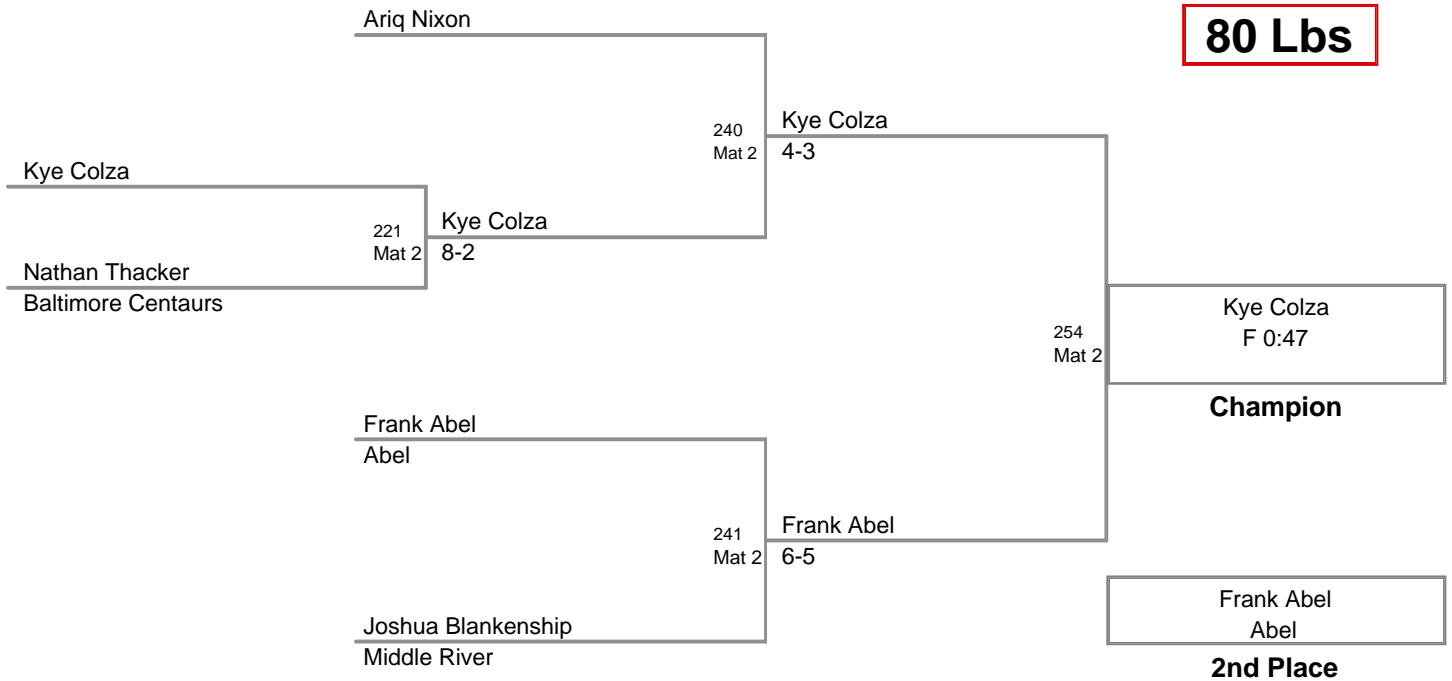 Ariq Nixon
80 Lbs
240
Mat 2
Kye Colza
4-3
Kye Colza
221
Mat 2
Kye Colza
8-2
Nathan Thacker
Baltimore Centaurs
254
Mat 2
Kye Colza
F 0:47
Champion
Frank Abel
Abel
241
Mat 2
Frank Abel
6-5
Joshua Blankenship
Middle River
Frank Abel
Abel
2nd Place